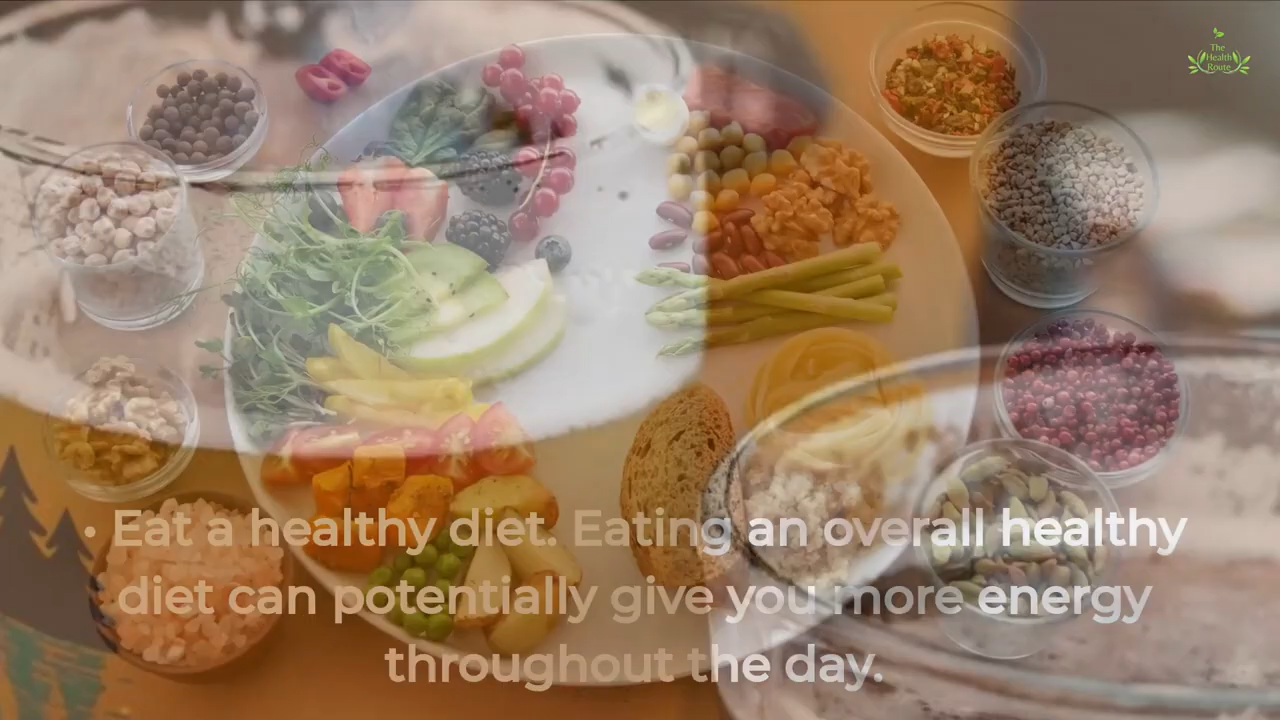 The
Health
Route
• Eat a healthy diet. Eating an overall healthy
diet can potentially give you more energy
throughout the day.